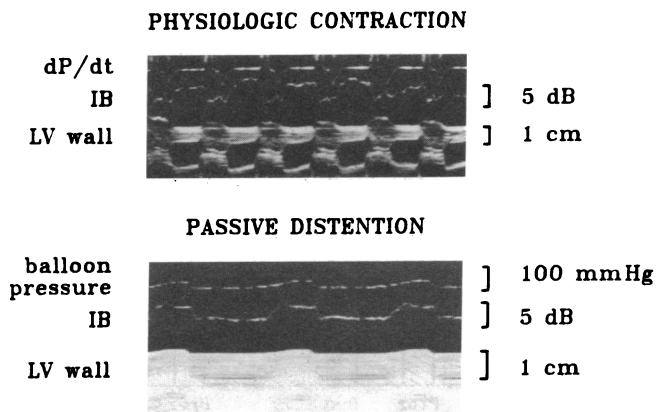 PHYSIOLOGIC CONTRACTION
dP/dt
IB
5 dB
LV wall
1 cm
PASSIVE DISTENTION
balloon
pressure
100 mmHg
IB
5 dB
LV wall
1 cm